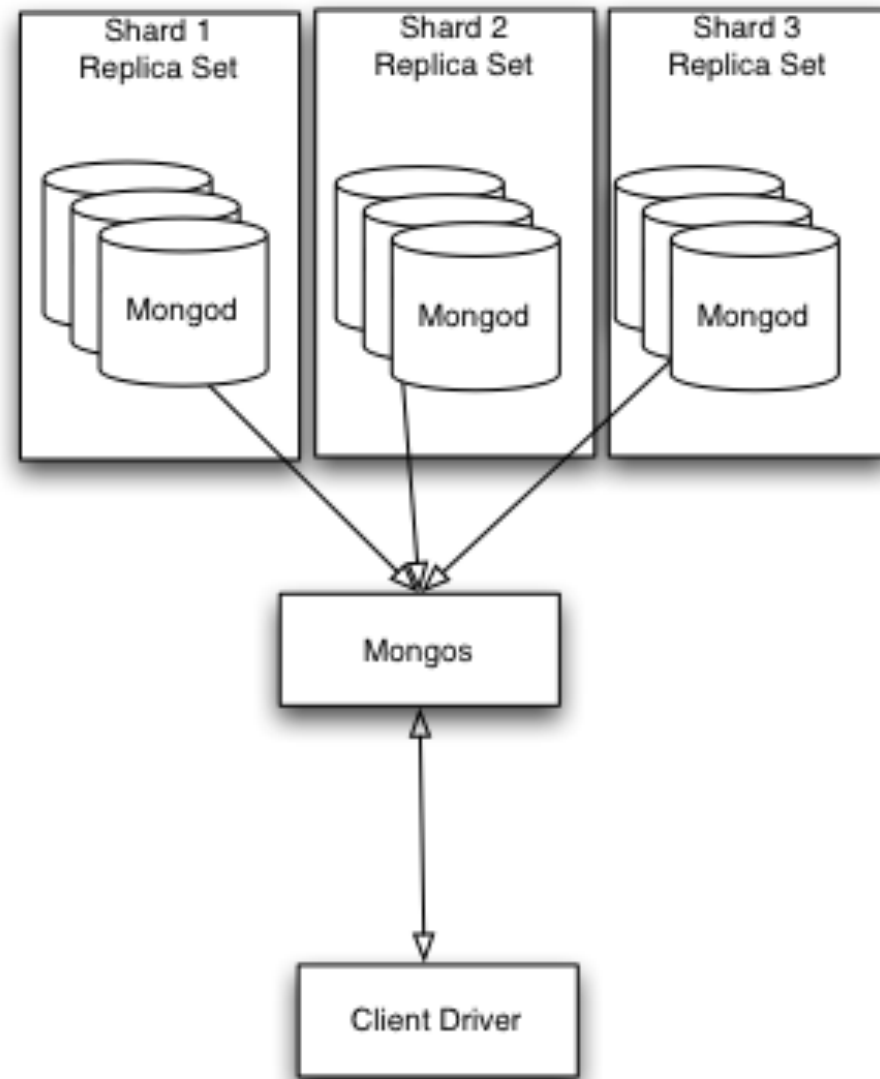 Shard 1
Replica Set
Shard 2
Replica Set
Shard 3
Replica Set
Mongod
Mongod
Mongod
Mongos
Client Driver